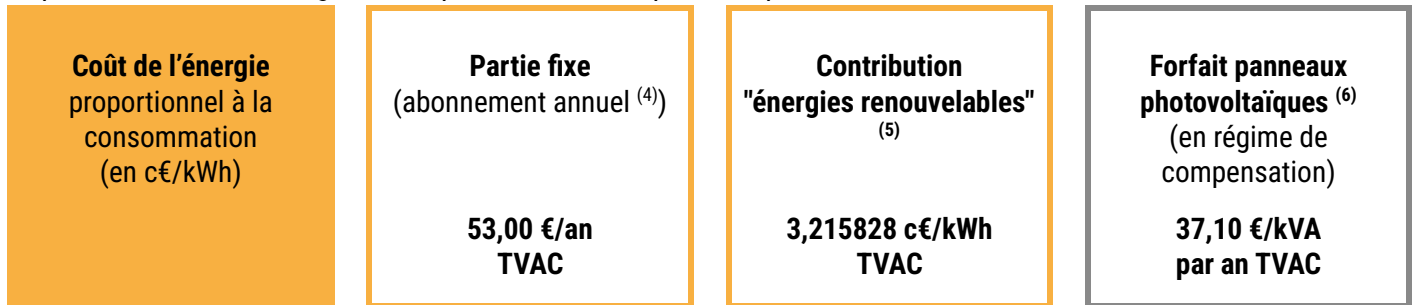 Coût de l’énergie
proportionnel à la
consommation
(en c€/kWh)
Partie fixe
(abonnement annuel (4))
53,00 €/an
TVAC
Contribution
"énergies renouvelables"
(5)
3,215828 c€/kWh
TVAC
Forfait panneaux
photovoltaïques (6)
(en régime de
compensation)
37,10 €/kVA
par an TVAC